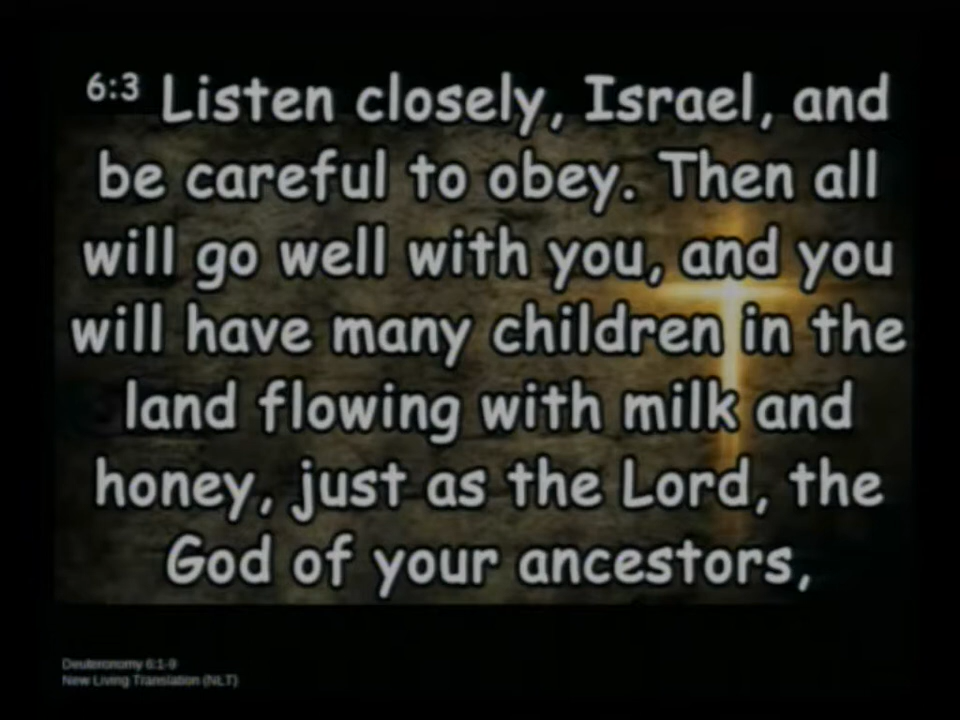 6:3 Listen closely, Israel, and
be careful to obey. Then all
will go well with you, and you
will have many children in the
land flowing with milk and
honey, just as the Lord, the
God of your ancestors,
Deuteronomy 6:1-9
New Living Translation (NLT)